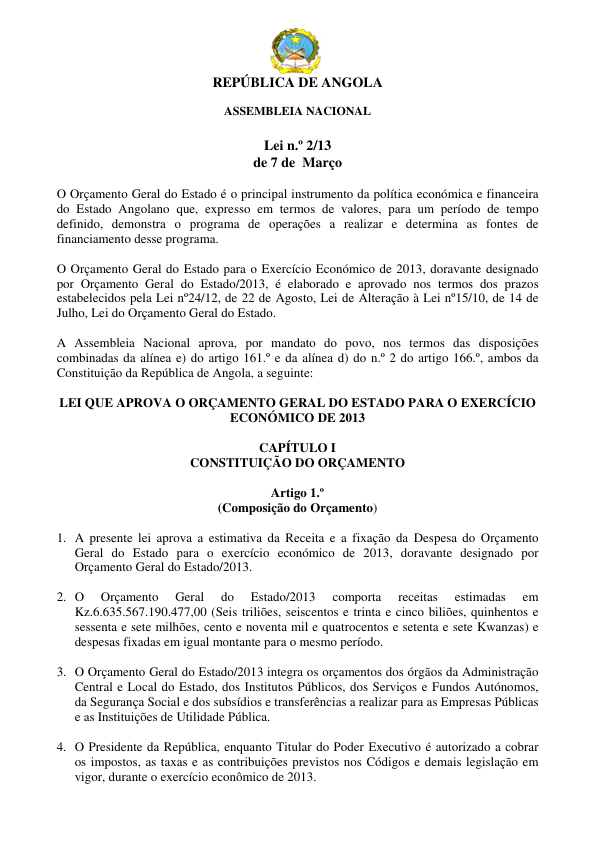 REPÚBLICA DE ANGOLA
ASSEMBLEIA NACIONAL
Lei n.º 2/13
de 7 de Março
O Orçamento Geral do Estado é o principal instrumento da política económica e financeira
do Estado Angolano que, expresso em termos de valores, para um período de tempo
definido, demonstra o programa de operações a realizar e determina as fontes de
financiamento desse programa.
O Orçamento Geral do Estado para o Exercício Económico de 2013, doravante designado
por Orçamento Geral do Estado/2013, é elaborado e aprovado nos termos dos prazos
estabelecidos pela Lei nº24/12, de 22 de Agosto, Lei de Alteração à Lei nº15/10, de 14 de
Julho, Lei do Orçamento Geral do Estado.
A Assembleia Nacional aprova, por mandato do povo, nos termos das disposições
combinadas da alínea e) do artigo 161.º e da alínea d) do n.º 2 do artigo 166.º, ambos da
Constituição da República de Angola, a seguinte:
LEI QUE APROVA O ORÇAMENTO GERAL DO ESTADO PARA O EXERCÍCIO
ECONÓMICO DE 2013
CAPÍTULO I
CONSTITUIÇÃO DO ORÇAMENTO
Artigo 1.º
(Composição do Orçamento)
1. A presente lei aprova a estimativa da Receita e a fixação da Despesa do Orçamento
Geral do Estado para o exercício económico de 2013, doravante designado por
Orçamento Geral do Estado/2013.
2. O Orçamento Geral do Estado/2013 comporta receitas estimadas em
Kz.6.635.567.190.477,00 (Seis triliões, seiscentos e trinta e cinco biliões, quinhentos e
sessenta e sete milhões, cento e noventa mil e quatrocentos e setenta e sete Kwanzas) e
despesas fixadas em igual montante para o mesmo período.
3. O Orçamento Geral do Estado/2013 integra os orçamentos dos órgãos da Administração
Central e Local do Estado, dos Institutos Públicos, dos Serviços e Fundos Autónomos,
da Segurança Social e dos subsídios e transferências a realizar para as Empresas Públicas
e as Instituições de Utilidade Pública.
4. O Presidente da República, enquanto Titular do Poder Executivo é autorizado a cobrar
os impostos, as taxas e as contribuições previstos nos Códigos e demais legislação em
vigor, durante o exercício econômico de 2013.